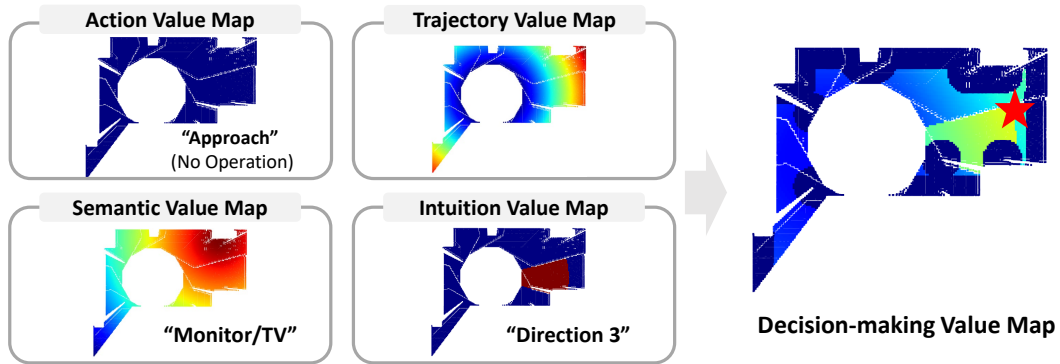 Action Value Map
Trajectory Value Map
“Approach”
(No Operation)
Semantic Value Map
Intuition Value Map
“Monitor/TV”
“Direction 3”
Decision-making Value Map